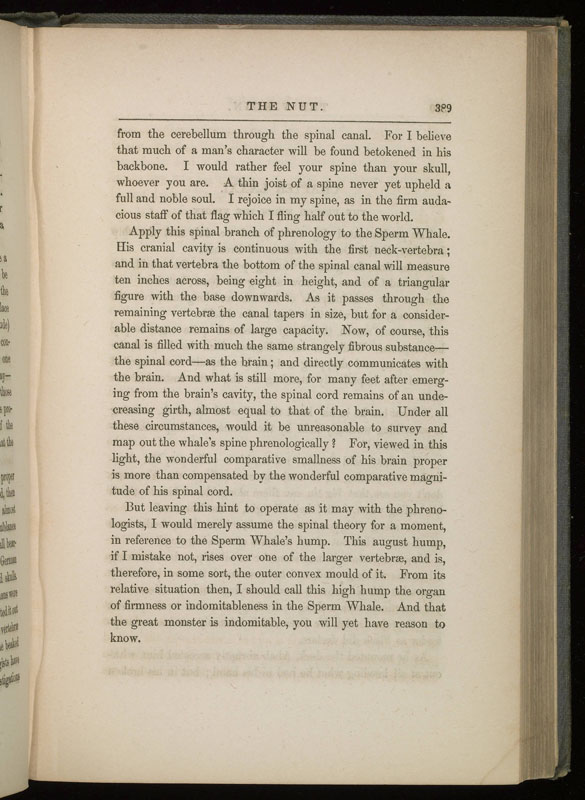 THE NUT. 389
from the cerebellum through the spinal canal. For I believe
that much of a man's character will be found betokened in his
backbone. I would rather feel your spine than your skull,
whoever you are. A thin joist of a spine never yet upheld a
full and noble soul. I rejoice in my spine, as in the firm auda-
cious staff of that flag which I fling half out to the world.
Apply this spinal branch of phrenology to the Sperm Whale.
His cranial cavity is continuous with the first neck-vertebra;
and in that vertebra the bottom of the spinal canal will measure
ten inches across, being eight in height, and of a triangular
figure with the base downwards. As it passes through the
remaining vertebræ the canal tapers in size, but for a consider-
able distance remains of large capacity. Now, of course, this
canal is filled with much the same strangely fibrous substance—
the spinal cord—as the brain; and directly communicates with
the brain. And what is still more, for many feet after emerg-
ing from the brain's cavity, the spinal cord remains of an unde-
creasing girth, almost equal to that of the brain. Under all
these circumstances, would it be unreasonable to survey and
map out the whale's spine phrenologically? For, viewed in this
light, the wonderful comparative smallness of his brain proper
is more than compensated by the wonderful comparative magni-
tude of his spinal cord.
But leaving this hint to operate as it may with the phreno-
logists, I would merely assume the spinal theory for a moment,
in reference to the Sperm Whale's hump. This august hump,
if I mistake not, rises over one of the larger vertebræ, and is,
therefore, in some sort, the outer convex mould of it. From its
relative situation then, I should call this high hump the organ
of firmness or indomitableness in the Sperm Whale. And that
the great monster is indomitable, you will yet have reason to
know.